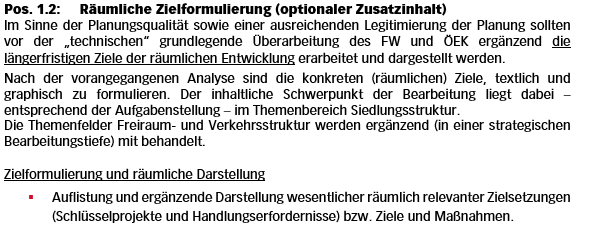 Pos. 1.2: Räumliche Zielformulierung (optionaler Zusatzinhalt)
Im Sinne der Planungsqualität sowie einer ausreichenden Legitimierung der Planung sollten
vor der „technischen“ grundlegende Überarbeitung des FW und ÖEK ergänzend die
längerfristigen Ziele der räumlichen Entwicklung erarbeitet und dargestellt werden.
Nach der vorangegangenen Analyse sind die konkreten (räumlichen) Ziele, textlich und
graphisch zu formulieren. Der inhaltliche Schwerpunkt der Bearbeitung liegt dabei –
entsprechend der Aufgabenstellung – im Themenbereich Siedlungsstruktur.
Die Themenfelder Freiraum- und Verkehrsstruktur werden ergänzend (in einer strategischen
Bearbeitungstiefe) mit behandelt.
Zielformulierung und räumliche Darstellung
▪ Auflistung und ergänzende Darstellung wesentlicher räumlich relevanter Zielsetzungen
(Schlüsselprojekte und Handlungserfordernisse) bzw. Ziele und Maßnahmen.